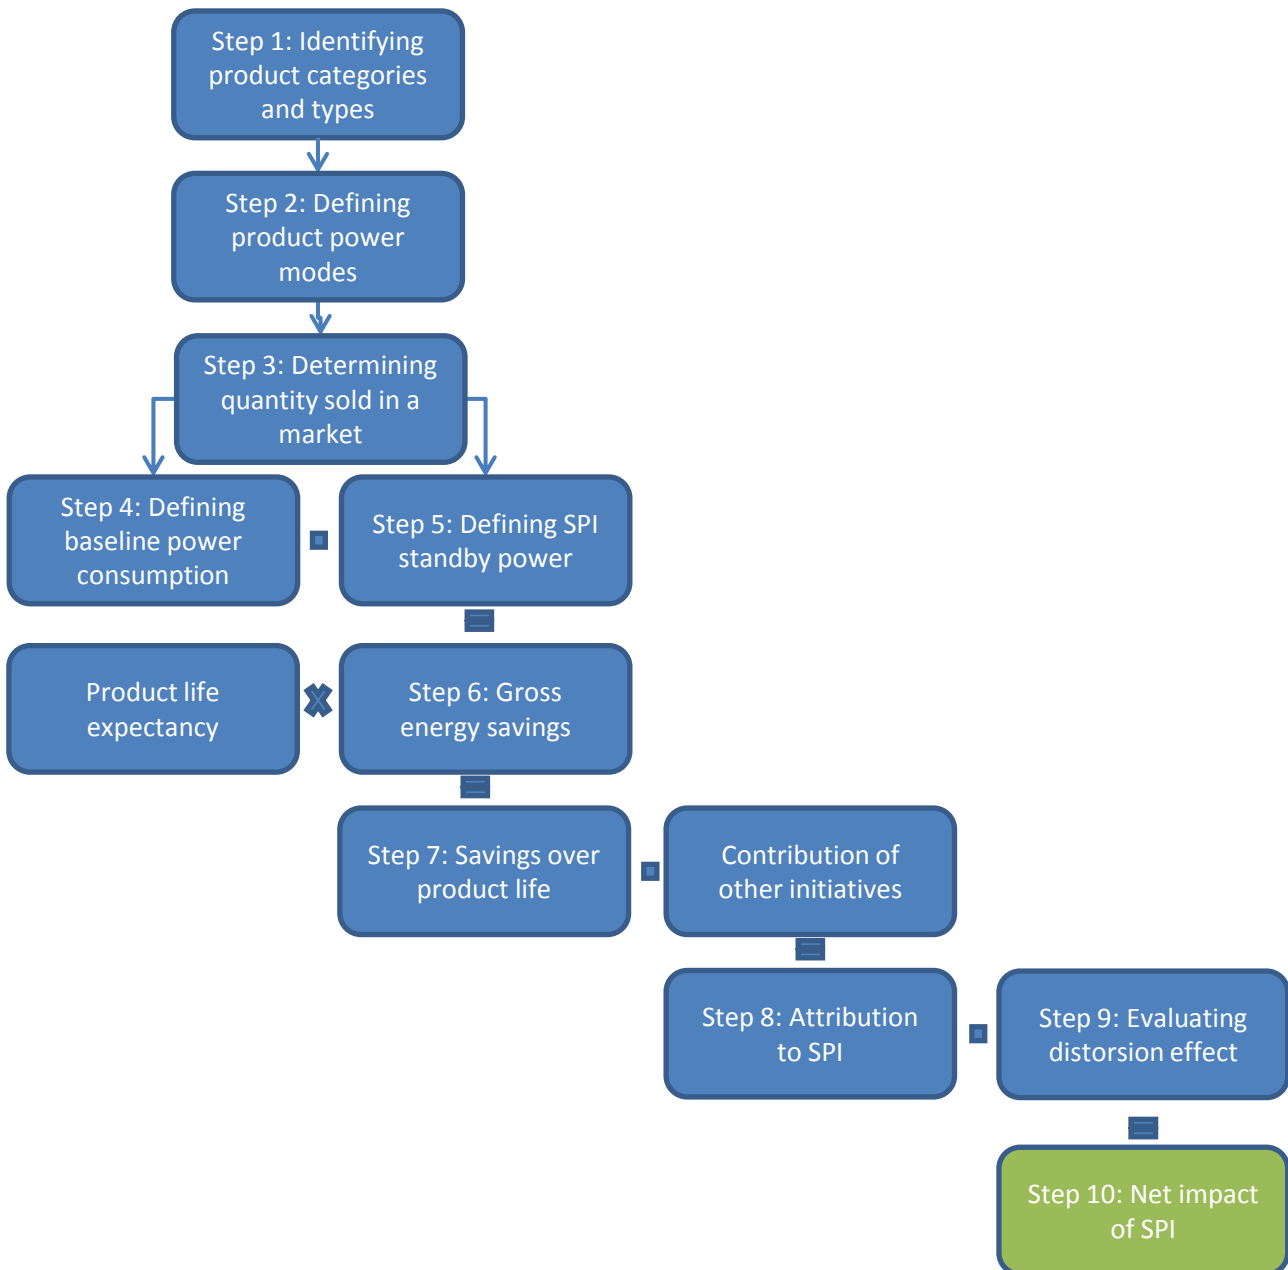 Step 1: Identifying
product categories
and types
Step 2: Defining
product power
modes
Step 3: Determining
quantity sold in a
market
Step 4: Defining
baseline power
consumption
Step 5: Defining SPI
standby power
Product life
expectancy
Step 6: Gross
energy savings
Step 7: Savings over
product life
Contribution of
other initiatives
Step 8: Attribution
to SPI
Step 9: Evaluating
distorsion effect
Step 10: Net impact
of SPI